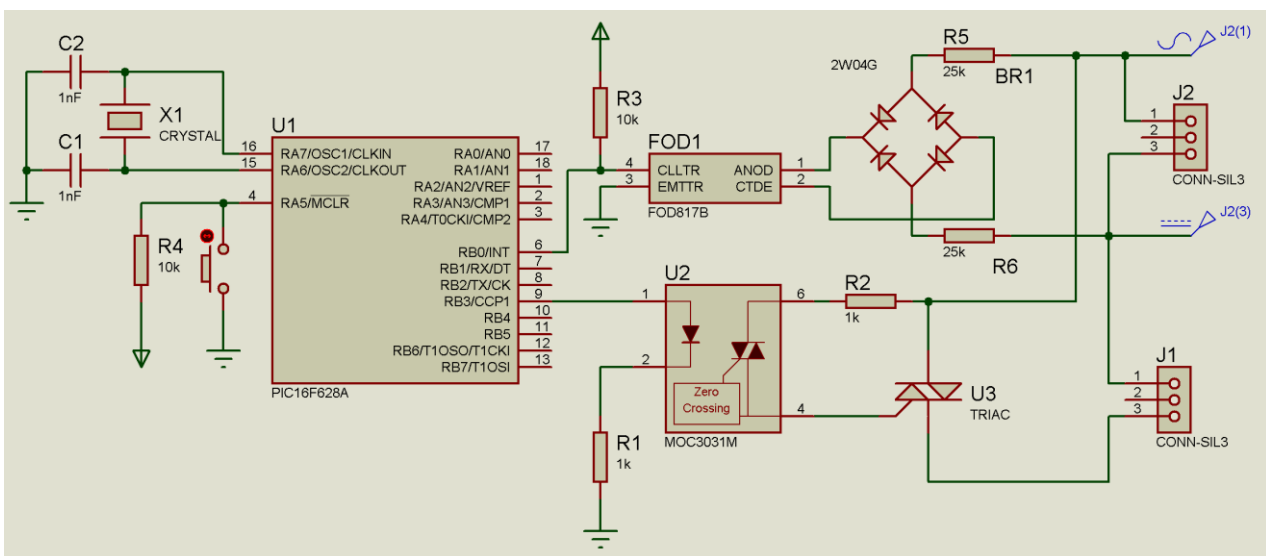 C2
1nF
X1
CRYSTAL
C1
1nF
R4
10k
U1
16
RA7/OSC1/CLKIN
15
RA6/OSC2/CLKOUT
4
RA5/MCLR
RA0/AN0
17
RA1/AN1
18
RA2/AN2/VREF
1
RA3/AN3/CMP1
2
RA4/T0CKI/CMP2
3
RB0/INT
6
RB1/RX/DT
7
RB2/TX/CK
8
RB3/CCP1
9
RB4
10
RB5
11
RB6/T1OSO/T1CKI
12
RB7/T1OSI
13
PIC16F628A
R3
10k
FOD1
4
CLLTR
3
EMTTR
ANOD
1
CTDE
2
FOD817B
2W04G
R5
25k
BR1
R6
25k
J2(1)
J2
1
2
3
CONN-SIL3
J2(3)
U2
1
2
6
4
Zero
Crossing
MOC3031M
R2
1k
R1
1k
U3
TRIAC
J1
1
2
3
CONN-SIL3